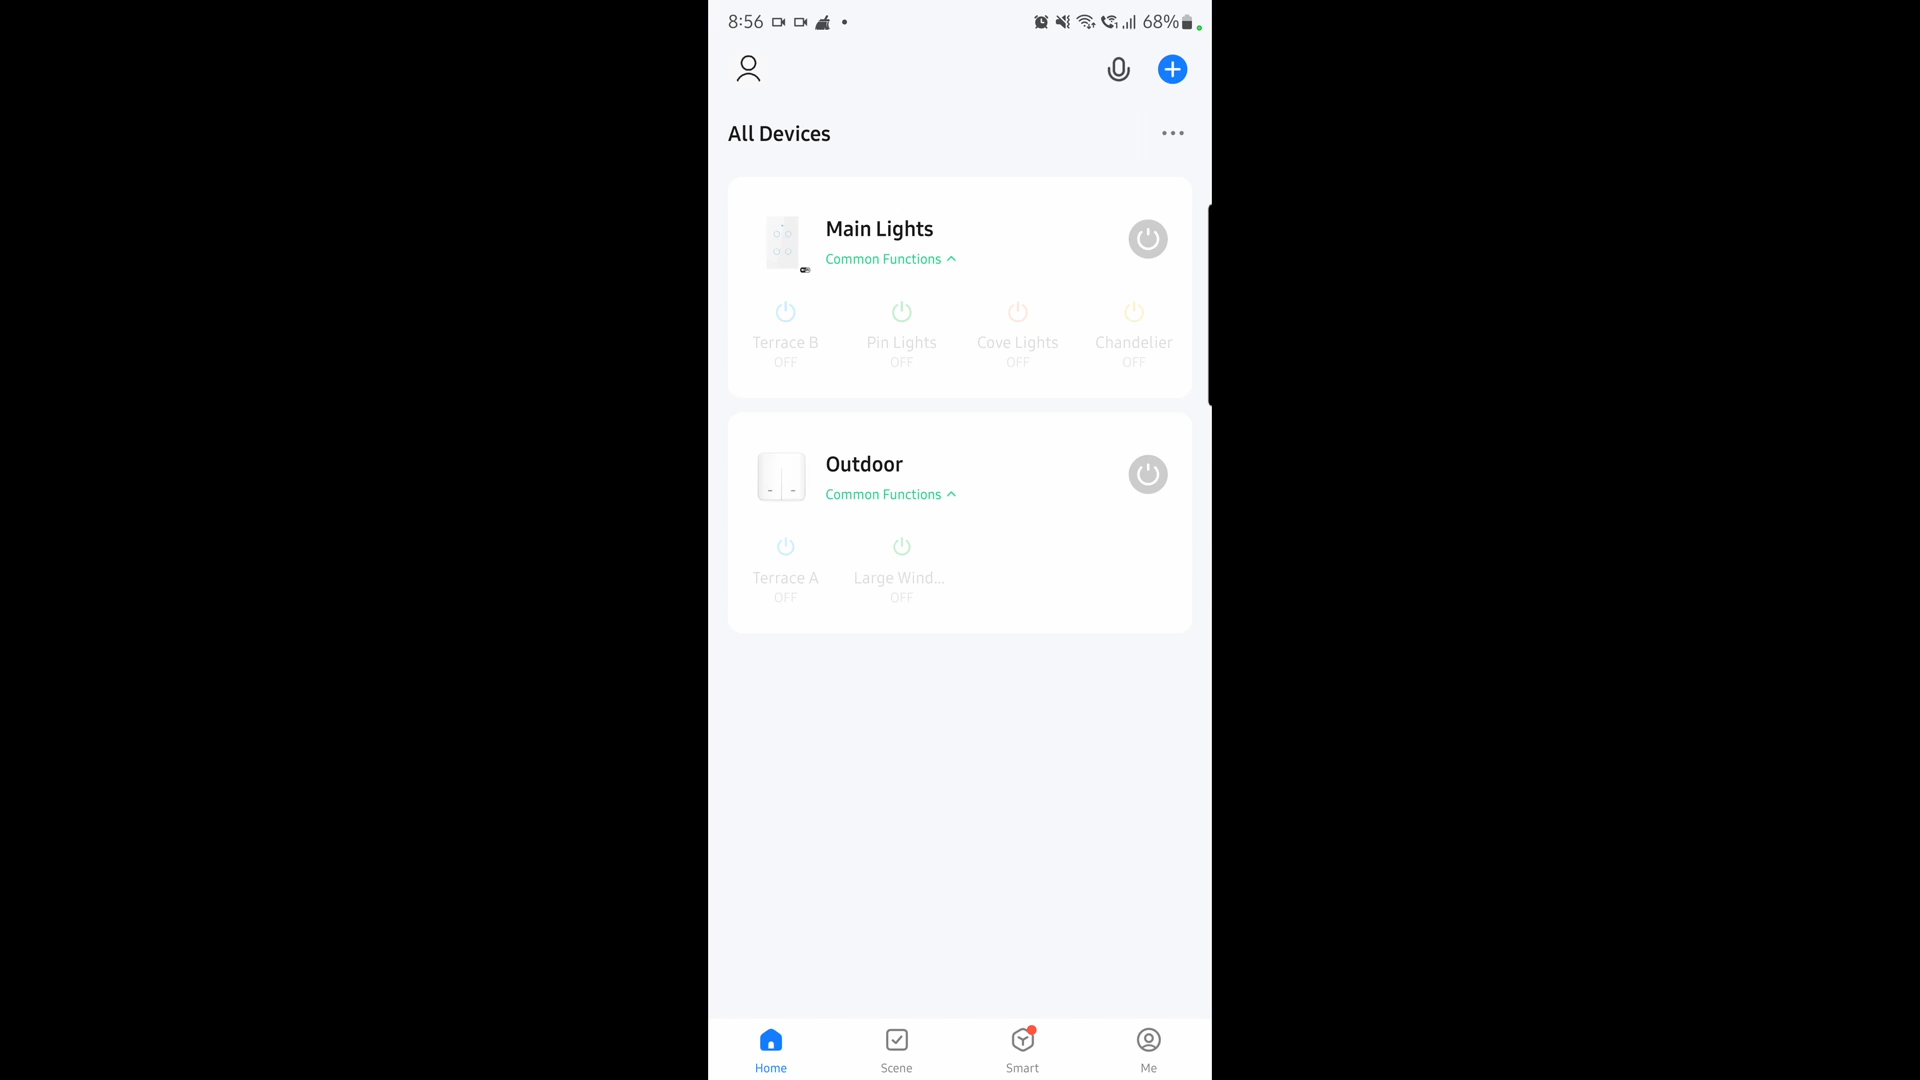 8:56 68%
All Devices
Main Lights
Common Functions
Terrace B Pin Lights Cove Lights Chandelier
OFF OFF OFF OFF
Outdoor
Common Functions
Terrace A Large Wind...
OFF OFF
Home Scene Smart Me